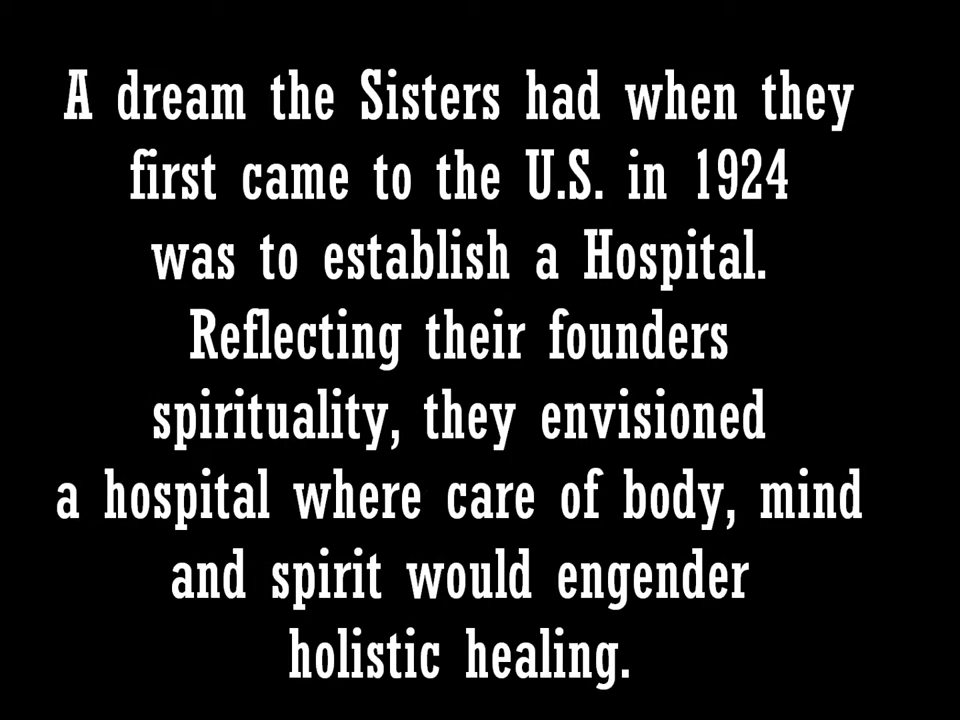 A dream the Sisters had when they
first came to the U.S. in 1924
was to establish a Hospital.
Reflecting their founders
spirituality, they envisioned
a hospital where care of body, mind
and spirit would engender
holistic healing.